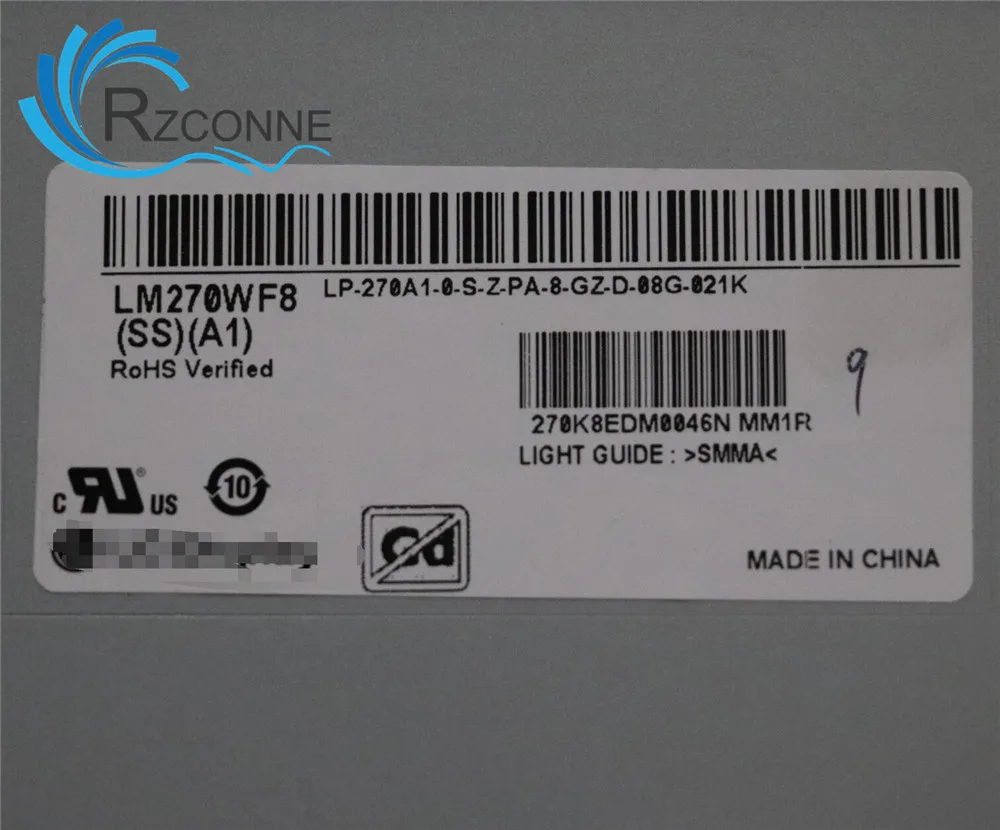 RZCONNE
LM270WF8
LP-270A1-0-S-Z-PA-8-GZ-D-08G-021K
(SS)(A1)
RoHS Verified
270K8EDM0046N MM1R
9
LIGHT GUIDE : >SMMA<
C RU® US
10
Cd
MADE IN CHINA